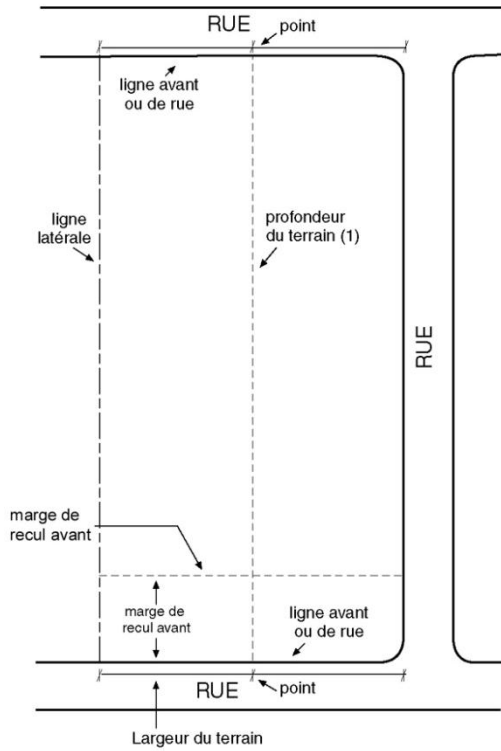 RUE
point
ligne avant
ou de rue
ligne
latérale
profondeur
du terrain (1)
RUE
marge de
recul avant
marge de
recul avant
ligne avant
ou de rue
RUE
point
Largeur du terrain